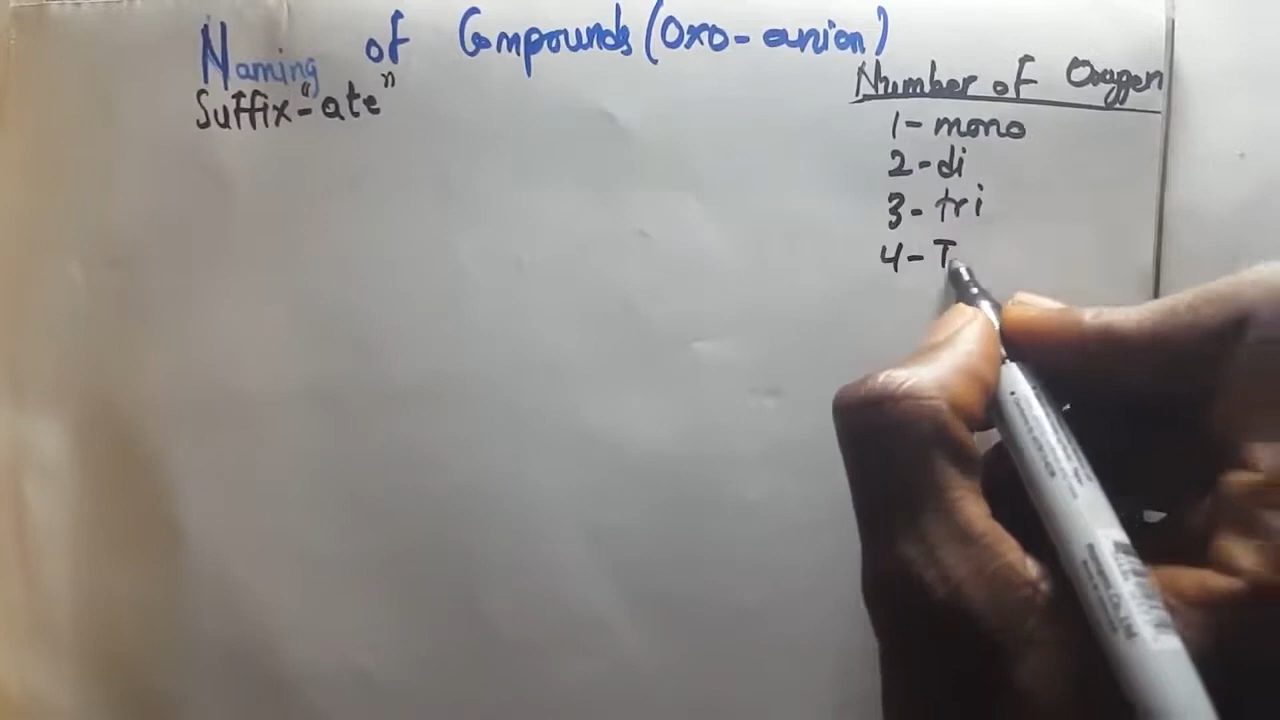 Naming of Compounds (Oxo-anion)
Suffix-"ate"
Number of Oxygen
1-mono
2-di
3-tri
4-T